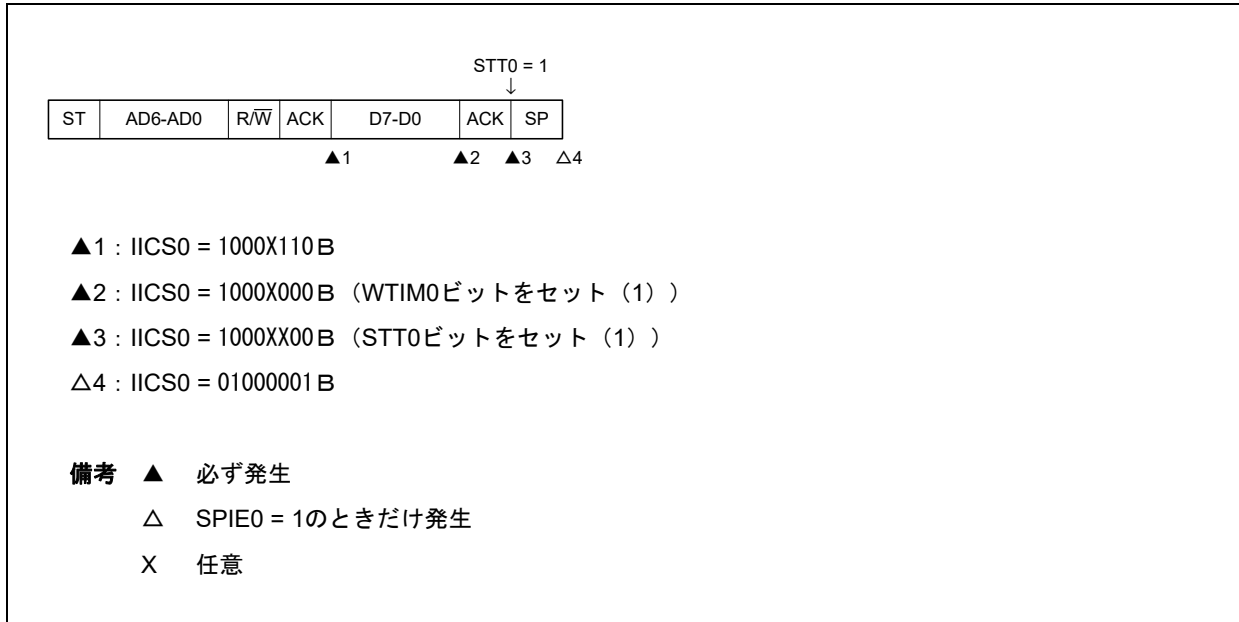 STT0 = 1
↓
ST AD6-AD0 R/W̅ ACK D7-D0 ACK SP
▲1 ▲2 ▲3 △4
▲1：IICS0 = 1000X110B
▲2：IICS0 = 1000X000B（WTIM0ビットをセット（1））
▲3：IICS0 = 1000XX00B（STT0ビットをセット（1））
△4：IICS0 = 01000001B
備考 ▲ 必ず発生
△ SPIE0 = 1のときだけ発生
X 任意